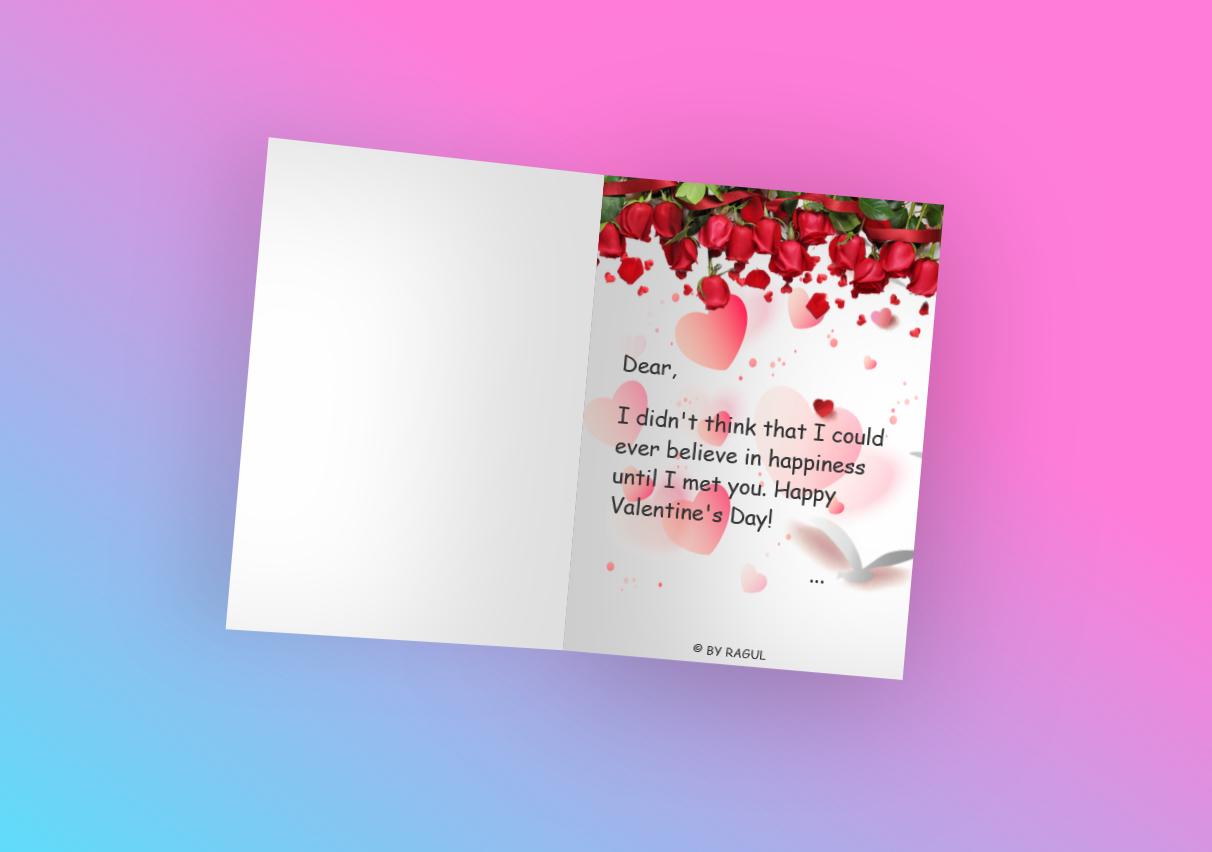 Dear,
I didn't think that I could
ever believe in happiness
until I met you. Happy
Valentine's Day!
...
© BY RAGUL